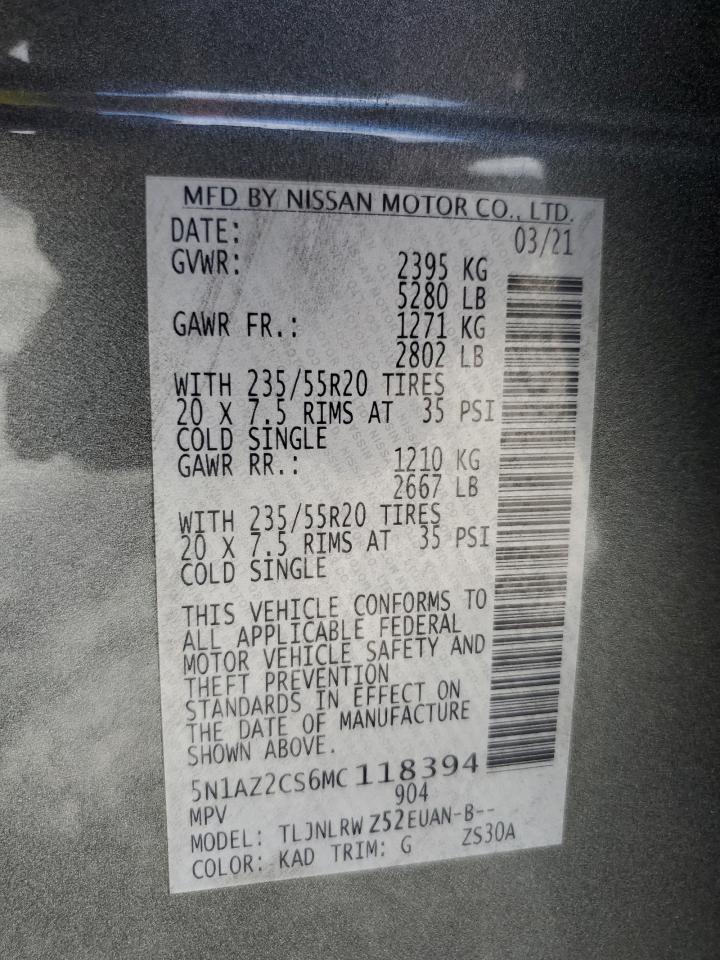 MFD BY NISSAN MOTOR CO., LTD.
DATE: 03/21
GVWR: 2395 KG
5280 LB
GAWR FR.: 1271 KG
2802 LB
WITH 235/55R20 TIRES
20 X 7.5 RIMS AT 35 PSI
COLD SINGLE
GAWR RR.: 1210 KG
2667 LB
WITH 235/55R20 TIRES
20 X 7.5 RIMS AT 35 PSI
COLD SINGLE
THIS VEHICLE CONFORMS TO
ALL APPLICABLE FEDERAL
MOTOR VEHICLE SAFETY AND
THEFT PREVENTION
STANDARDS IN EFFECT ON
THE DATE OF MANUFACTURE
SHOWN ABOVE.
5N1AZ2CS6MC 118394
MPV 904
MODEL: TLJNLRW Z52EUAN-B--
COLOR: KAD TRIM: G ZS30A